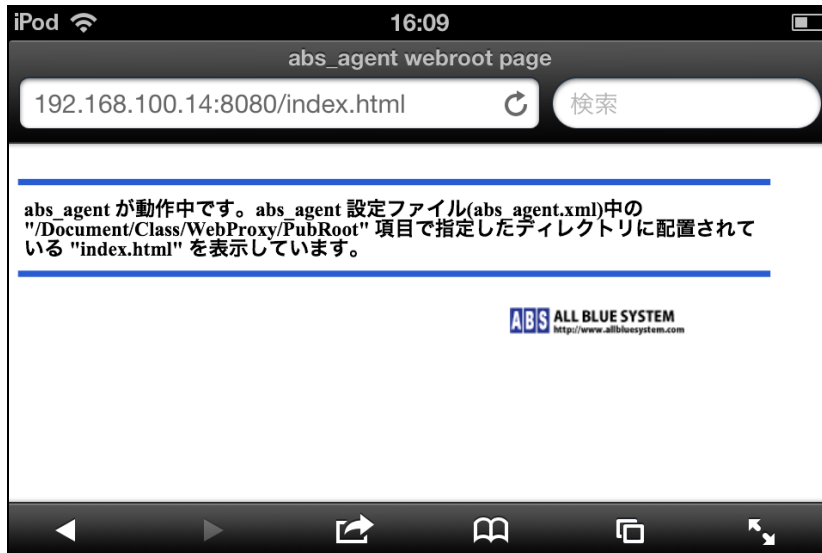 iPod 16:09
abs_agent webroot page
192.168.100.14:8080/index.html 検索
abs_agent が動作中です。abs_agent 設定ファイル(abs_agent.xml)中の
"/Document/Class/WebProxy/PubRoot" 項目で指定したディレクトリに配置されて
いる "index.html" を表示しています。
ABS ALL BLUE SYSTEM
http://www.allbluesystem.com